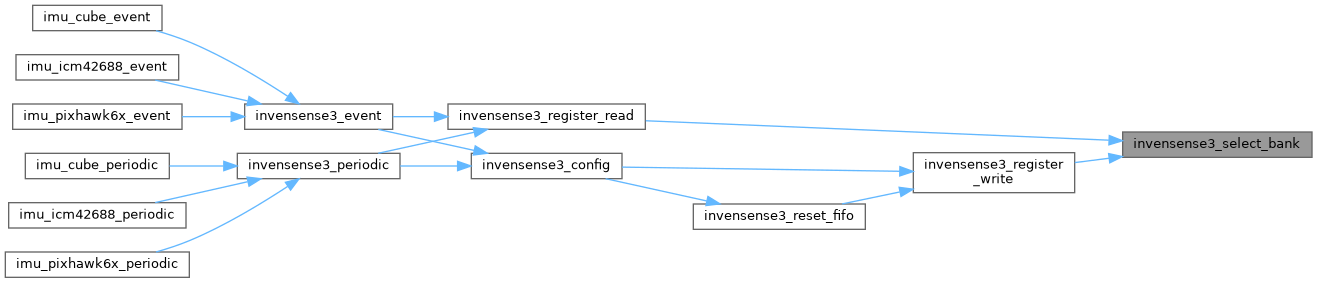 imu_cube_event
imu_icm42688_event
imu_pixhawk6x_event
invensense3_event
invensense3_register_read
invensense3_select_bank
imu_cube_periodic
invensense3_periodic
invensense3_config
invensense3_register
_write
imu_icm42688_periodic
invensense3_reset_fifo
imu_pixhawk6x_periodic